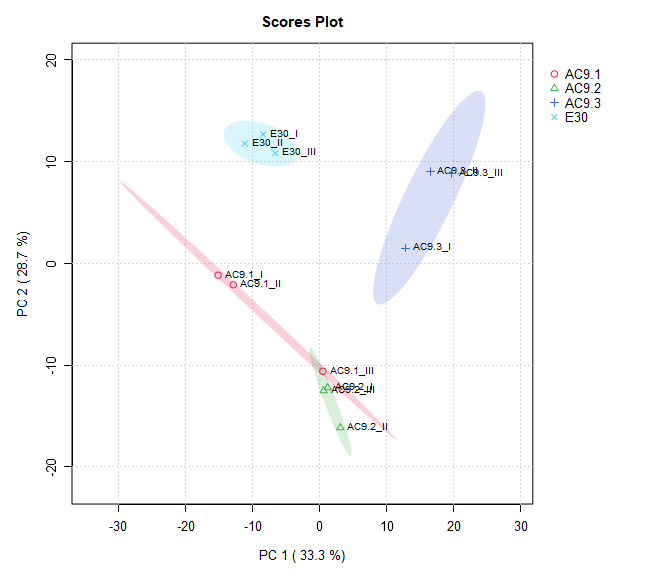 Scores Plot
AC9.1
AC9.2
AC9.3
E30
20
10
0
-10
-20
PC 2 ( 28.7 %)
E30_I
E30_II
E30_III
AC9.3_III
AC9.3_I
AC9.1_I
AC9.1_II
AC9.1_III
AC9.2_II
-30
-20
-10
0
10
20
30
PC 1 ( 33.3 %)